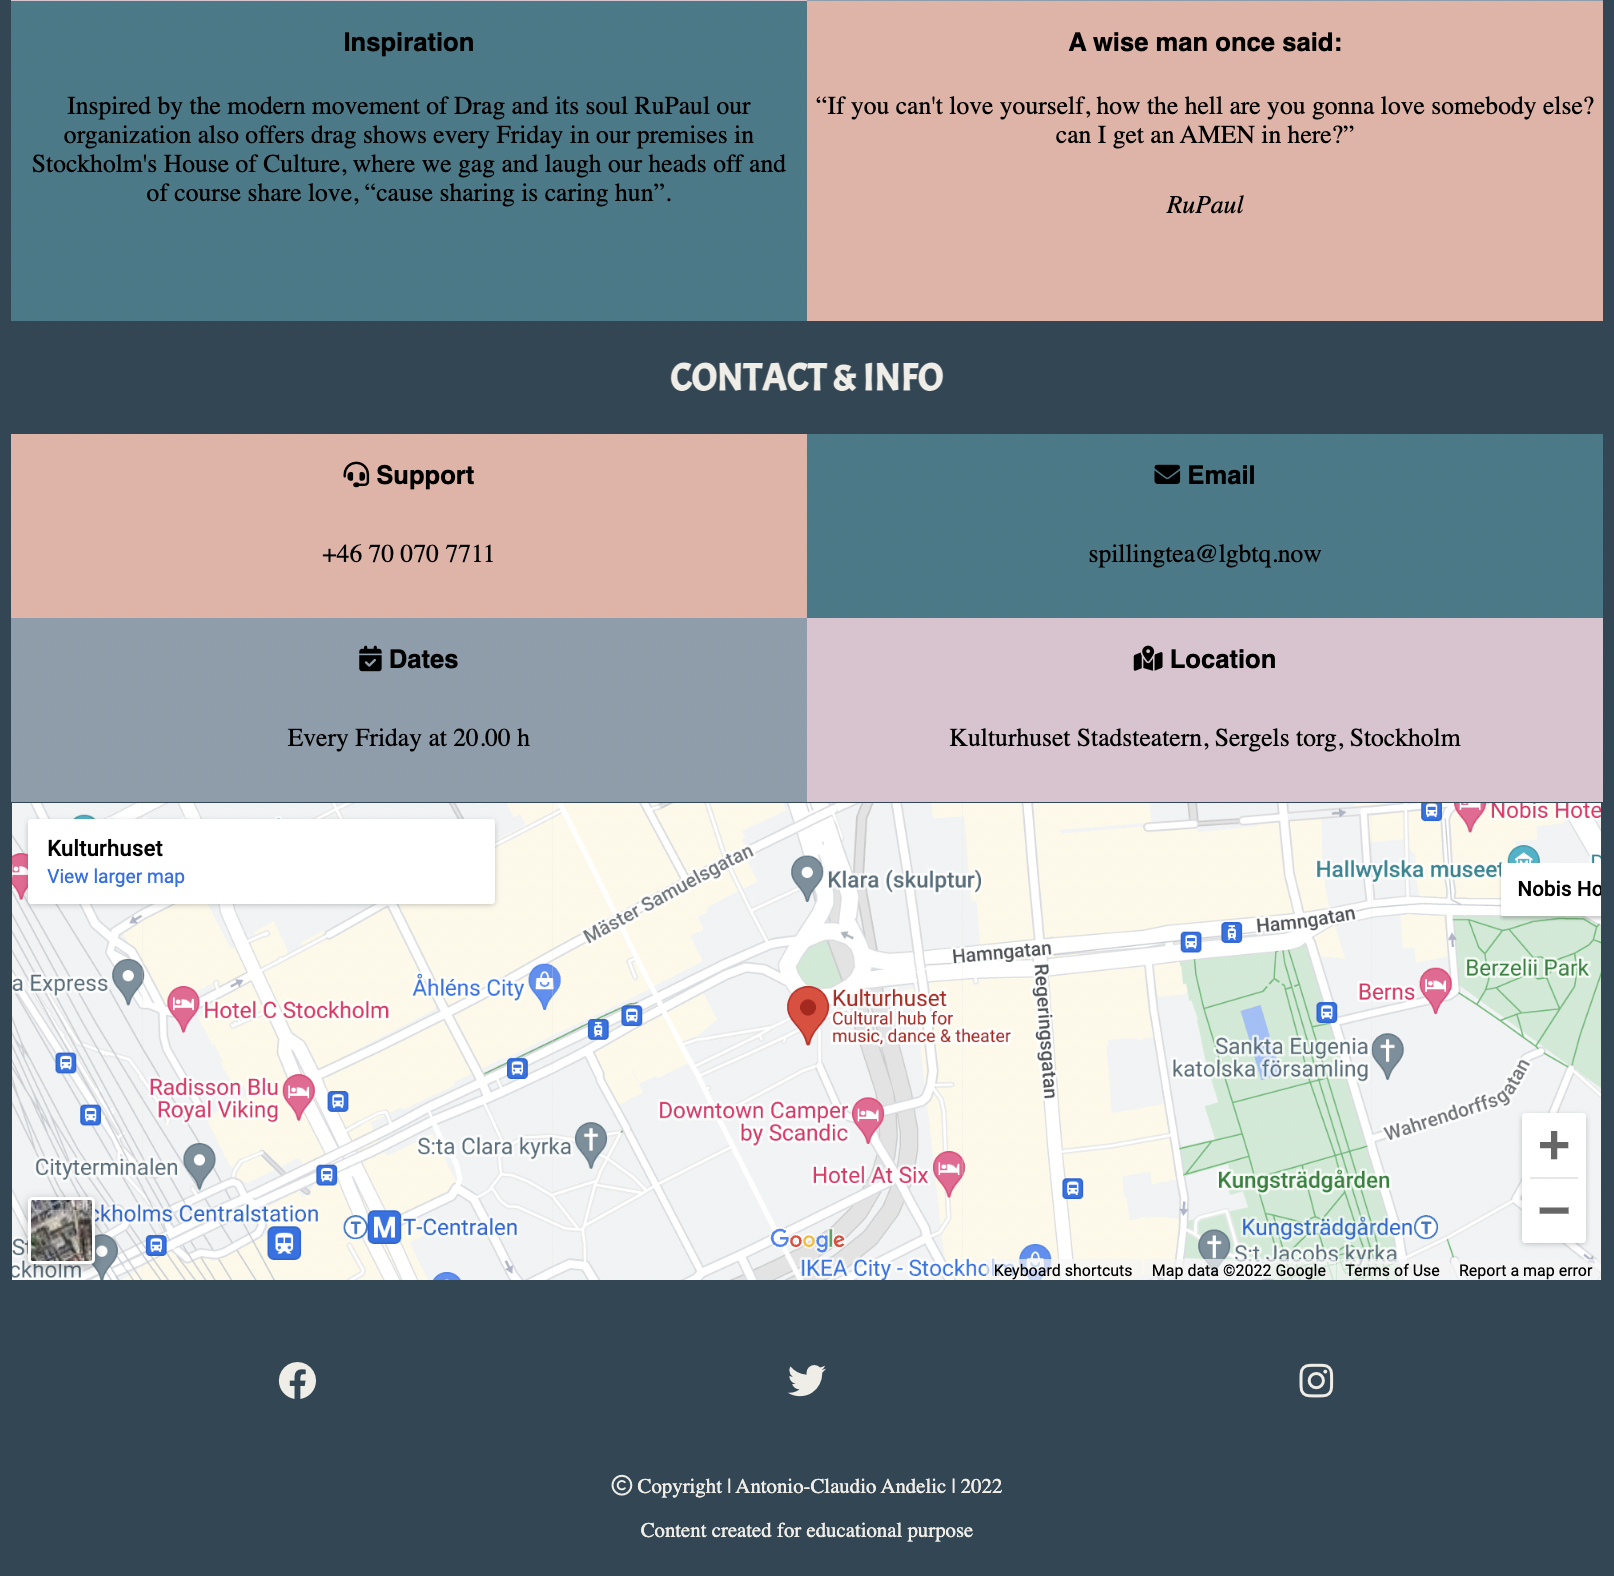 Inspiration
Inspired by the modern movement of Drag and its soul RuPaul our
organization also offers drag shows every Friday in our premises in
Stockholm's House of Culture, where we gag and laugh our heads off and
of course share love, “cause sharing is caring hun”.
A wise man once said:
“If you can't love yourself, how the hell are you gonna love somebody else?
can I get an AMEN in here?”
RuPaul
CONTACT & INFO
Support
+46 70 070 7711
Email
spillingtea@lgbtq.now
Dates
Every Friday at 20.00 h
Location
Kulturhuset Stadsteatern, Sergels torg, Stockholm
Kulturhuset
View larger map
Nobis Hote
Mäster Samuelsgatan
Klara (skulptur)
Hallwylska museet
Nobis Ho
Hamngatan
Hamngatan
a Express
Hotel C Stockholm
Åhléns City
Kulturhuset
Cultural hub for
music, dance & theater
Regeringsgatan
Berzelii Park
Berns
Sankta Eugenia
katolska församling
Radisson Blu
Royal Viking
Downtown Camper
by Scandic
Wahrendorffsgatan
S:ta Clara kyrka
Cityterminalen
Hotel At Six
Kungsträdgården
ckholms Centralstation
T M T-Centralen
Kungsträdgården T
St
ckholm
Google
S:t Jacobs kyrka
IKEA City - Stockho
Keyboard shortcuts Map data ©2022 Google Terms of Use Report a map error
© Copyright | Antonio-Claudio Andelic | 2022
Content created for educational purpose